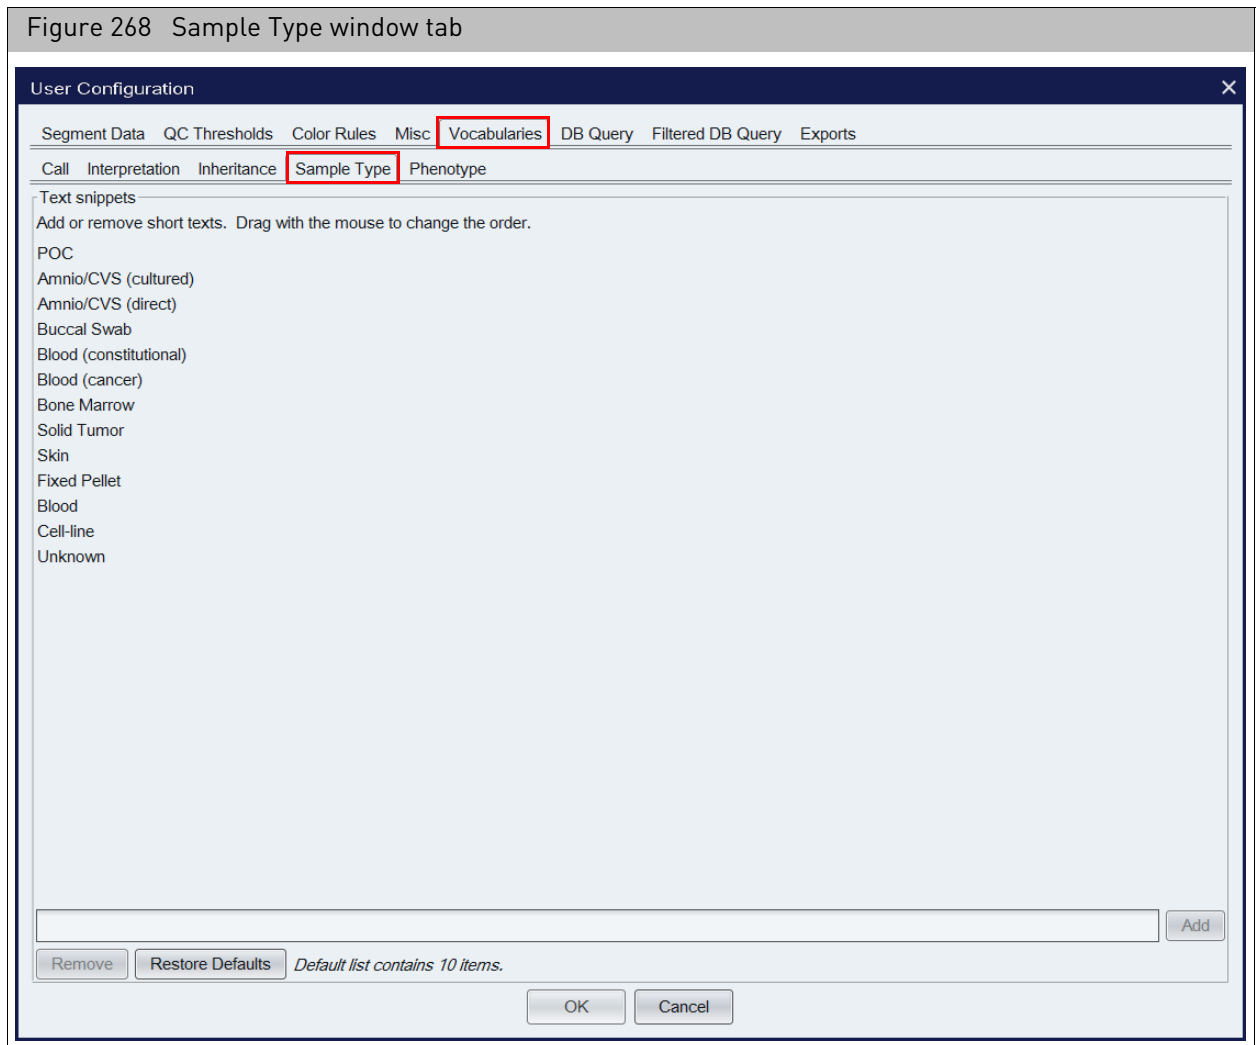 Figure 268 Sample Type window tab
User Configuration
Segment Data QC Thresholds Color Rules Misc Vocabularies DB Query Filtered DB Query Exports
Call Interpretation Inheritance Sample Type Phenotype
Text snippets
Add or remove short texts. Drag with the mouse to change the order.
POC
Amnio/CVS (cultured)
Amnio/CVS (direct)
Buccal Swab
Blood (constitutional)
Blood (cancer)
Bone Marrow
Solid Tumor
Skin
Fixed Pellet
Blood
Cell-line
Unknown
Add
Remove Restore Defaults Default list contains 10 items.
OK Cancel